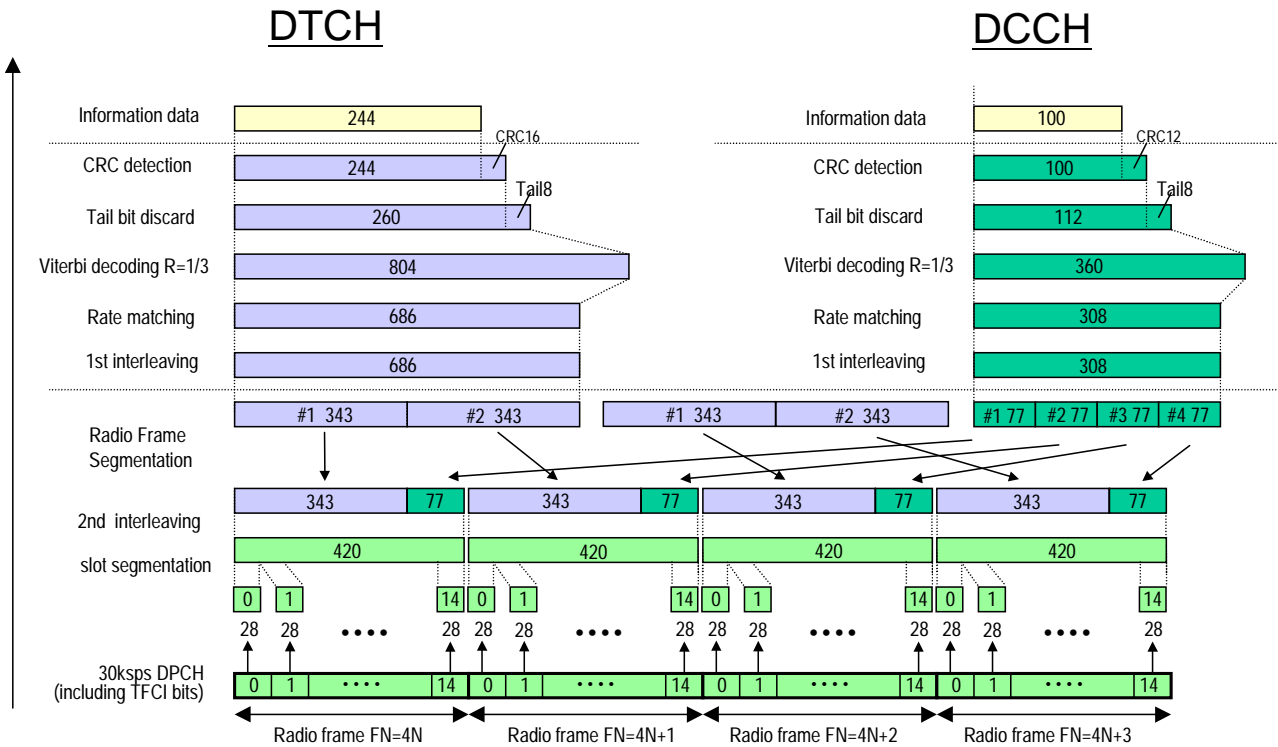 DTCH DCCH
Information data 244 Information data 100
CRC16 CRC12
CRC detection 244 CRC detection 100
Tail8 Tail8
Tail bit discard 260 Tail bit discard 112
Viterbi decoding R=1/3 804 Viterbi decoding R=1/3 360
Rate matching 686 Rate matching 308
1st interleaving 686 1st interleaving 308
#1 343 #2 343 #1 343 #2 343 #1 77 #2 77 #3 77 #4 77
Radio Frame
Segmentation
343 77 343 77 343 77 343 77
2nd interleaving
420 420 420 420
slot segmentation
0 1 14 0 1 14 0 1 14 0 1 14
28 28 •••• 28 28 28 •••• 28 28 28 •••• 28 28 28 •••• 28
30ksps DPCH
(including TFCI bits)
0 1 •••• 14 0 1 •••• 14 0 1 •••• 14 0 1 •••• 14
Radio frame FN=4N Radio frame FN=4N+1 Radio frame FN=4N+2 Radio frame FN=4N+3